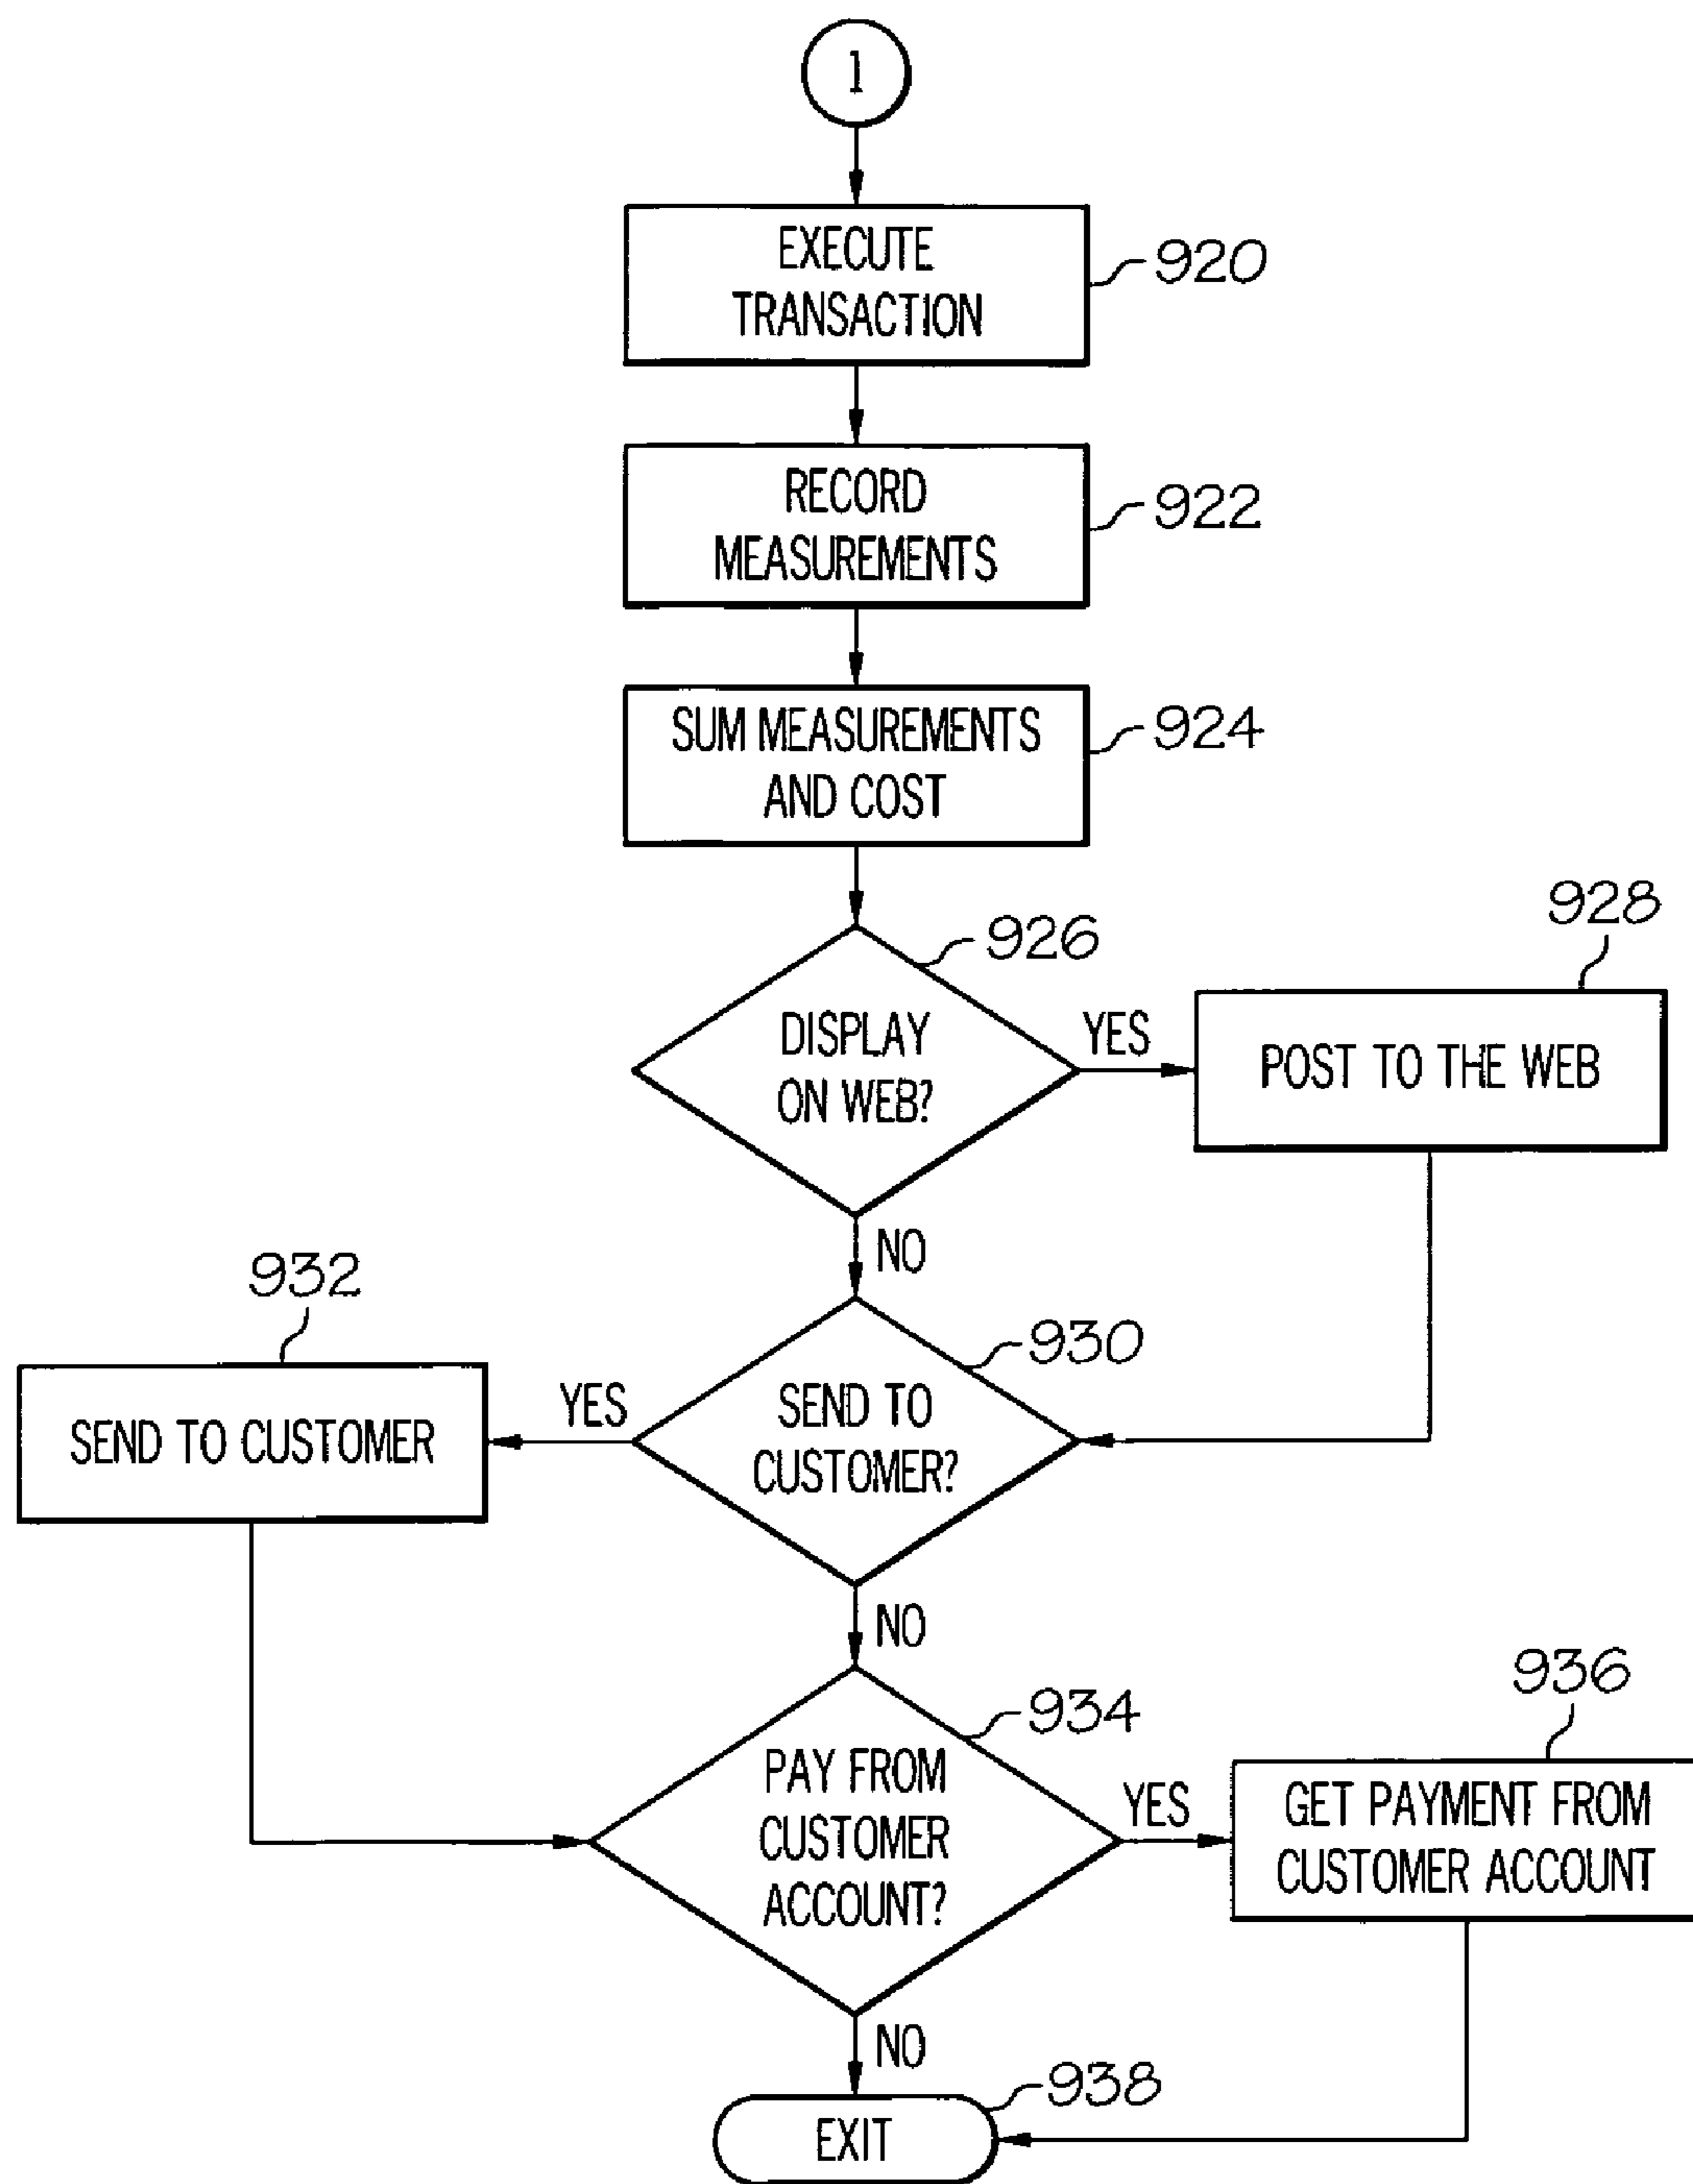 1
EXECUTE
TRANSACTION
920
RECORD
MEASUREMENTS
922
SUM MEASUREMENTS
AND COST
924
926
DISPLAY
ON WEB?
YES
928
POST TO THE WEB
NO
930
SEND TO
CUSTOMER?
YES
932
SEND TO CUSTOMER
NO
934
PAY FROM
CUSTOMER
ACCOUNT?
YES
936
GET PAYMENT FROM
CUSTOMER ACCOUNT
NO
938
EXIT